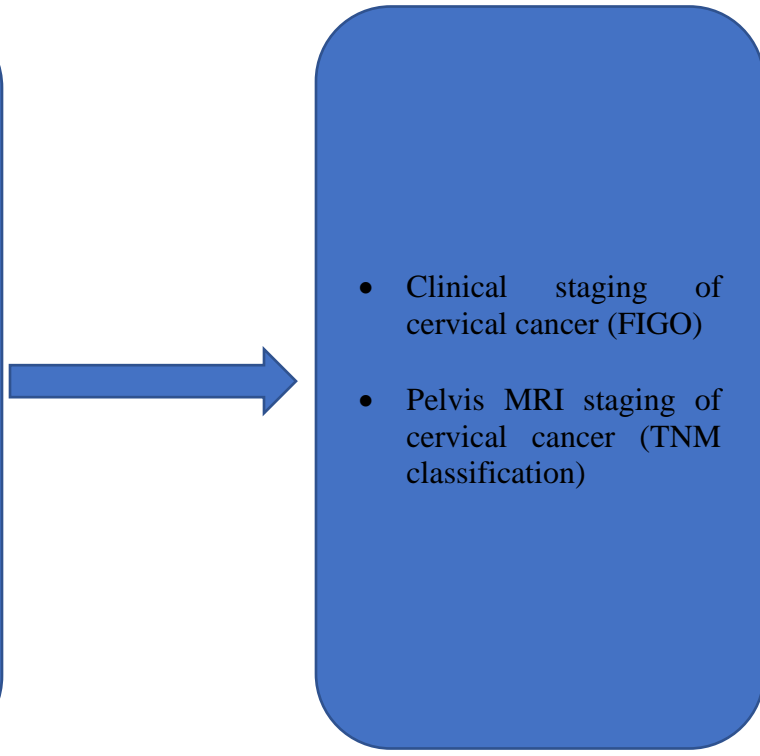 • Clinical staging of
cervical cancer (FIGO)
• Pelvis MRI staging of
cervical cancer (TNM
classification)